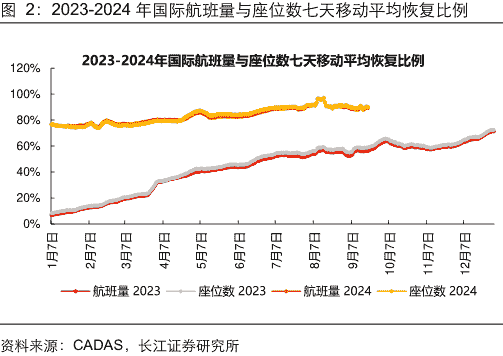 图 2：2023-2024 年国际航班量与座位数七天移动平均恢复比例
2023-2024年国际航班量与座位数七天移动平均恢复比例
120%
100%
80%
60%
40%
20%
0%
1月7日
2月7日
3月7日
4月7日
5月7日
6月7日
7月7日
8月7日
9月7日
10月7日
11月7日
12月7日
航班量 2023
座位数 2023
航班量 2024
座位数 2024
资料来源：CADAS，长江证券研究所